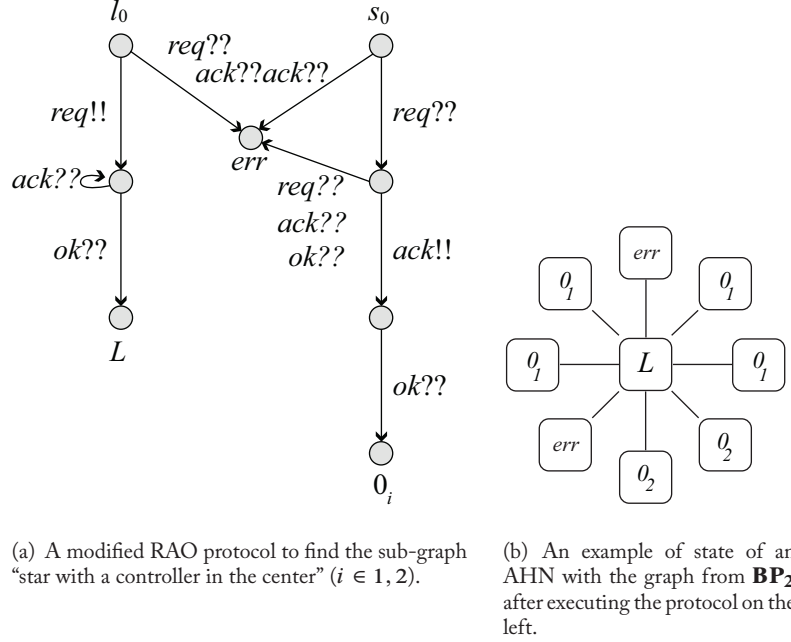 l0 s0
req??
ack??ack??
req!! req??
err
ack?? req??
ack??
ok?? ok?? ack!!
L
ok??
0i
err
01 01
01 L 01
err 02
02
(a) A modified RAO protocol to find the sub-graph
“star with a controller in the center” (i ∈ 1, 2).
(b) An example of state of an
AHN with the graph from BP2
after executing the protocol on the
left.